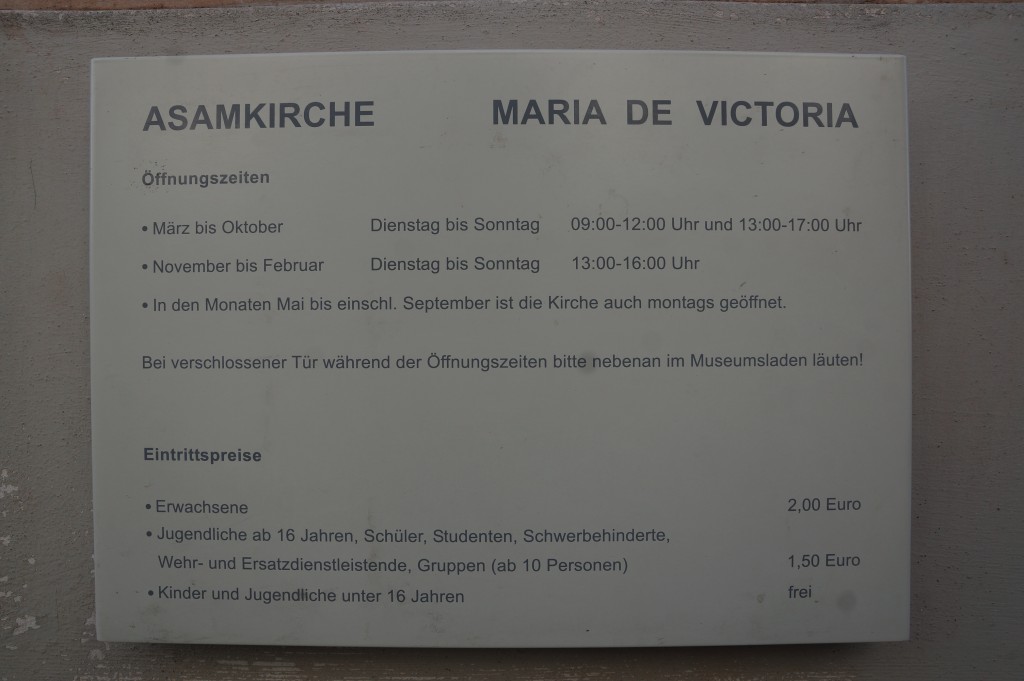 ASAMKIRCHE MARIA DE VICTORIA
Öffnungszeiten
• März bis Oktober Dienstag bis Sonntag 09:00-12:00 Uhr und 13:00-17:00 Uhr
• November bis Februar Dienstag bis Sonntag 13:00-16:00 Uhr
• In den Monaten Mai bis einschl. September ist die Kirche auch montags geöffnet.
Bei verschlossener Tür während der Öffnungszeiten bitte nebenan im Museumsladen läuten!
Eintrittspreise
• Erwachsene 2,00 Euro
• Jugendliche ab 16 Jahren, Schüler, Studenten, Schwerbehinderte,
Wehr- und Ersatzdienstleistende, Gruppen (ab 10 Personen) 1,50 Euro
• Kinder und Jugendliche unter 16 Jahren frei